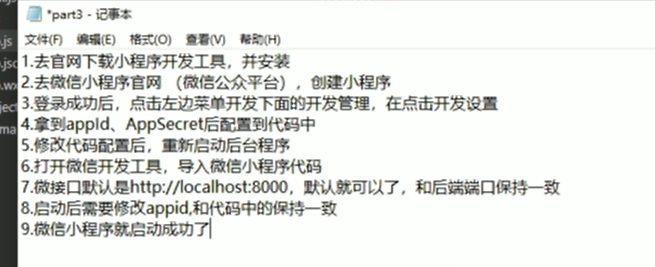 *part3 - 记事本
文件(F) 编辑(E) 格式(O) 查看(V) 帮助(H)
1.去官网下载小程序开发工具，并安装
2.去微信小程序官网 （微信公众平台），创建小程序
3.登录成功后，点击左边菜单开发下面的开发管理，在点击开发设置
4.拿到appId、AppSecret后配置到代码中
5.修改代码配置后，重新启动后台程序
6.打开微信开发工具，导入微信小程序代码
7.微接口默认是http://localhost:8000，默认就可以了，和后端端口保持一致
8.启动后需要修改appid,和代码中的保持一致
9.微信小程序就启动成功了